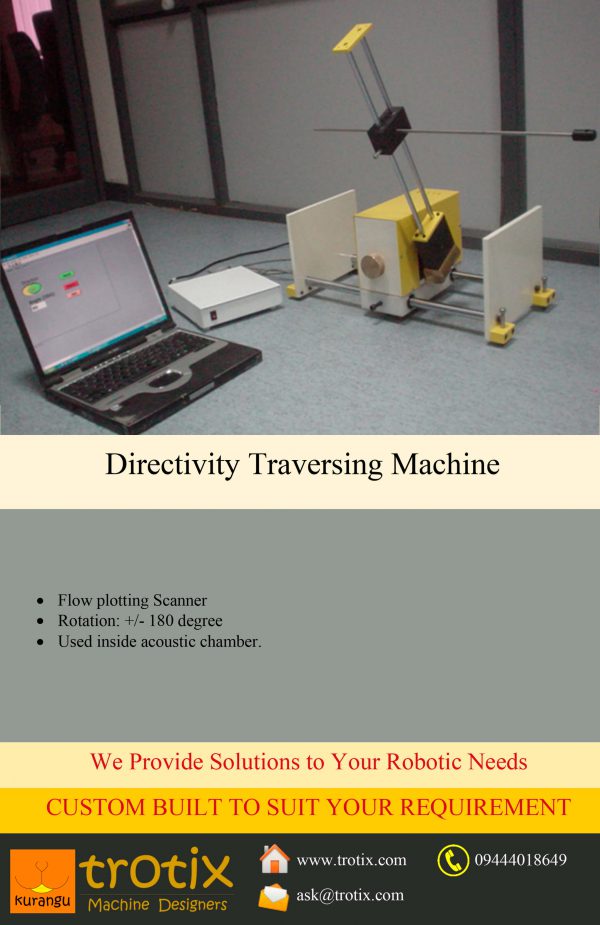 Directivity Traversing Machine
• Flow plotting Scanner
• Rotation: +/- 180 degree
• Used inside acoustic chamber.
We Provide Solutions to Your Robotic Needs
CUSTOM BUILT TO SUIT YOUR REQUIREMENT
kurangu
trotix
Machine Designers
www.trotix.com
09444018649
ask@trotix.com